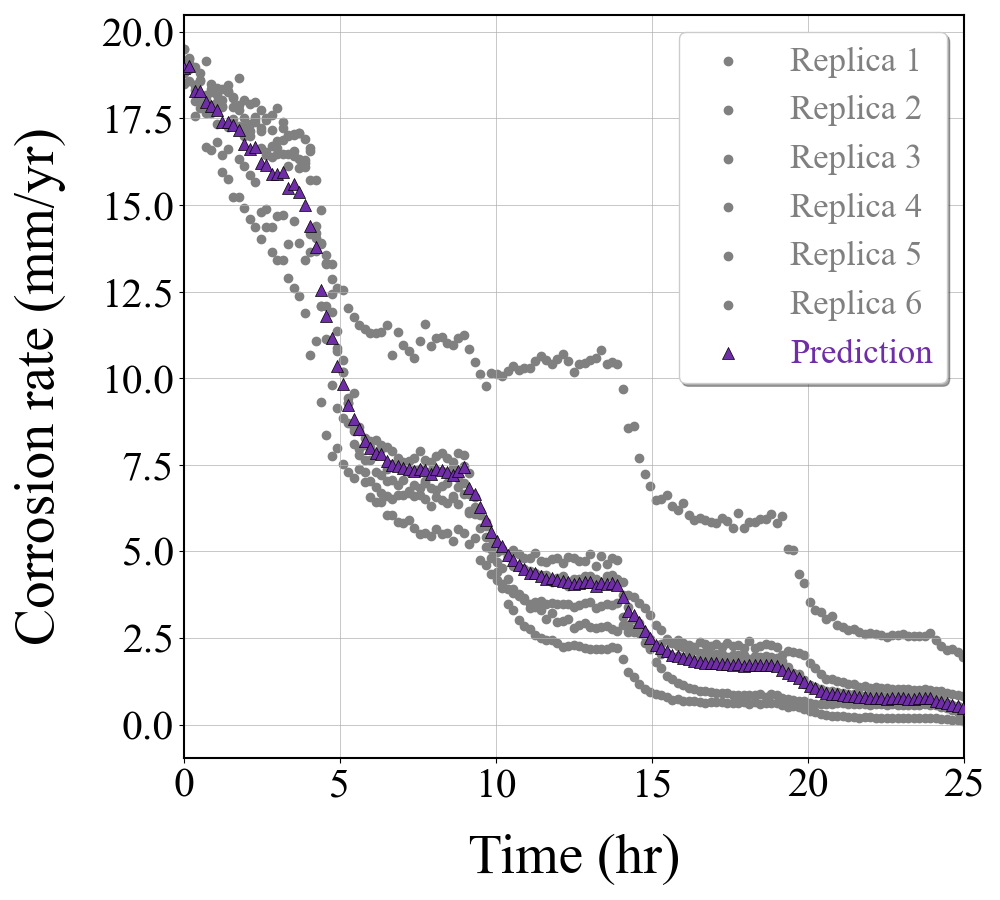 Corrosion rate (mm/yr)
20.0
17.5
15.0
12.5
10.0
7.5
5.0
2.5
0.0
Replica 1
Replica 2
Replica 3
Replica 4
Replica 5
Replica 6
Prediction
0 5 10 15 20 25
Time (hr)